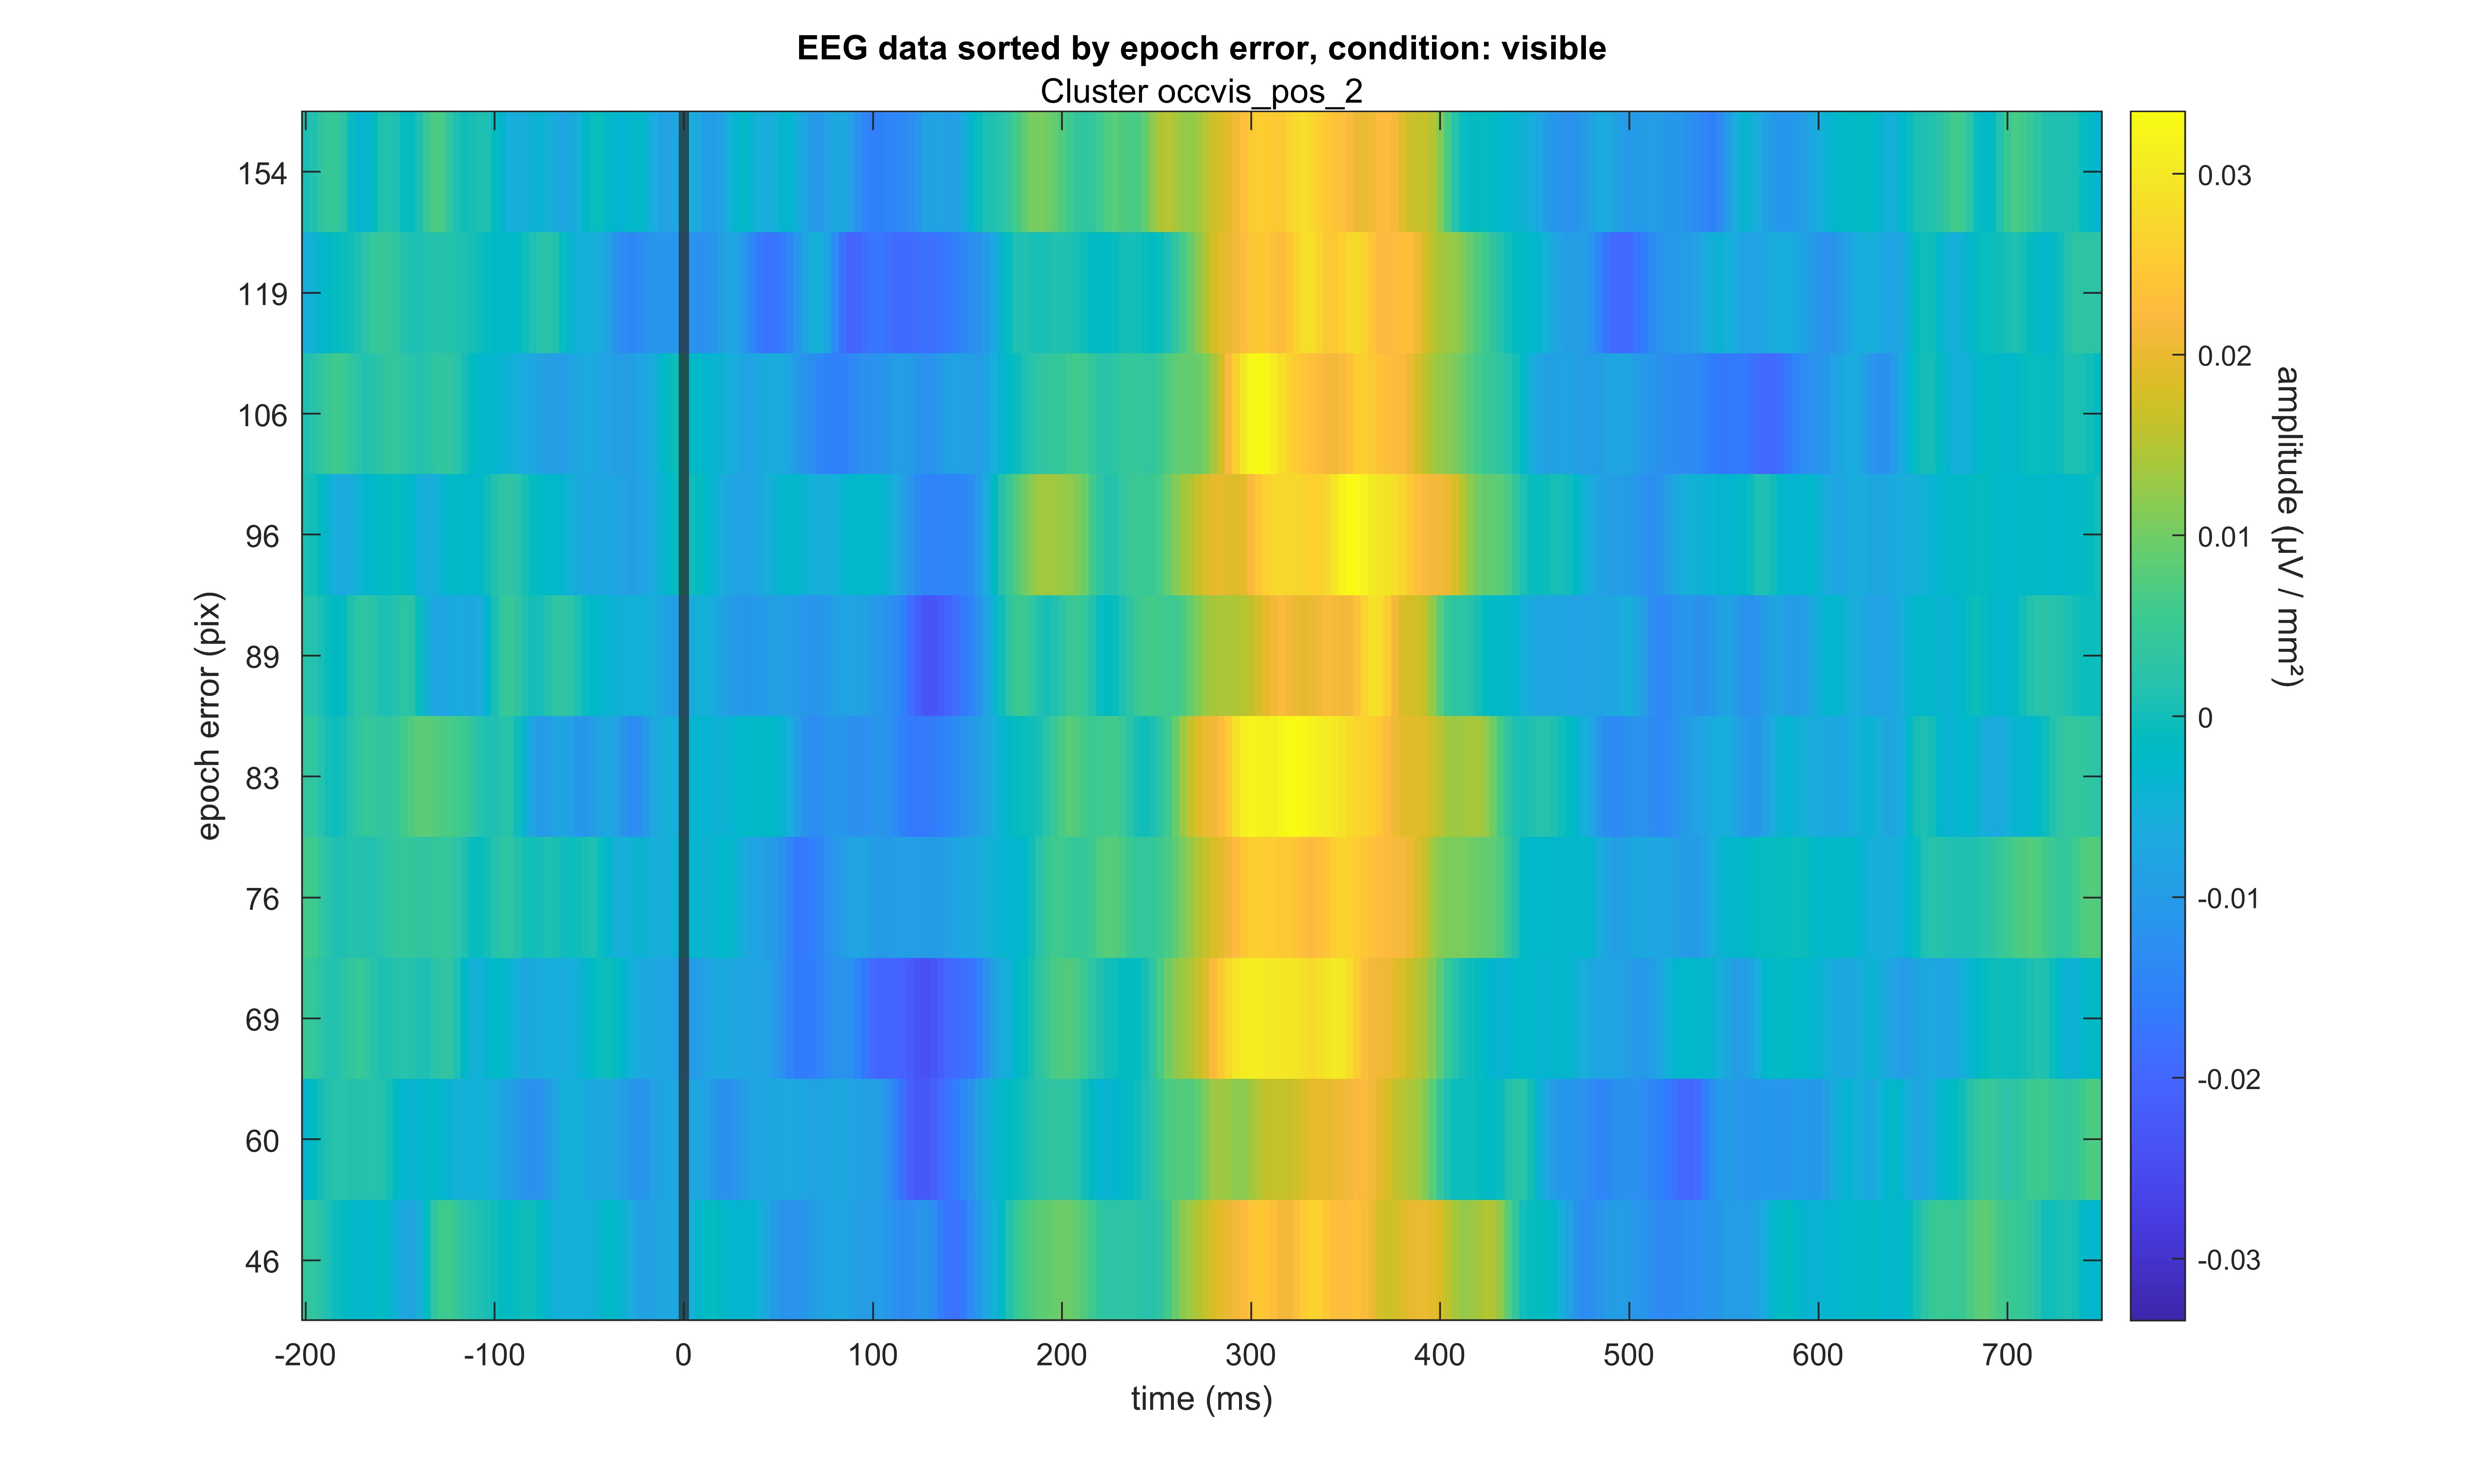 EEG data sorted by epoch error, condition: visible
Cluster occvis_pos_2
epoch error (pix)
154
119
106
96
89
83
76
69
60
46
-200 -100 0 100 200 300 400 500 600 700
time (ms)
0.03
0.02
0.01
0
-0.01
-0.02
-0.03
amplitude (µV / mm²)